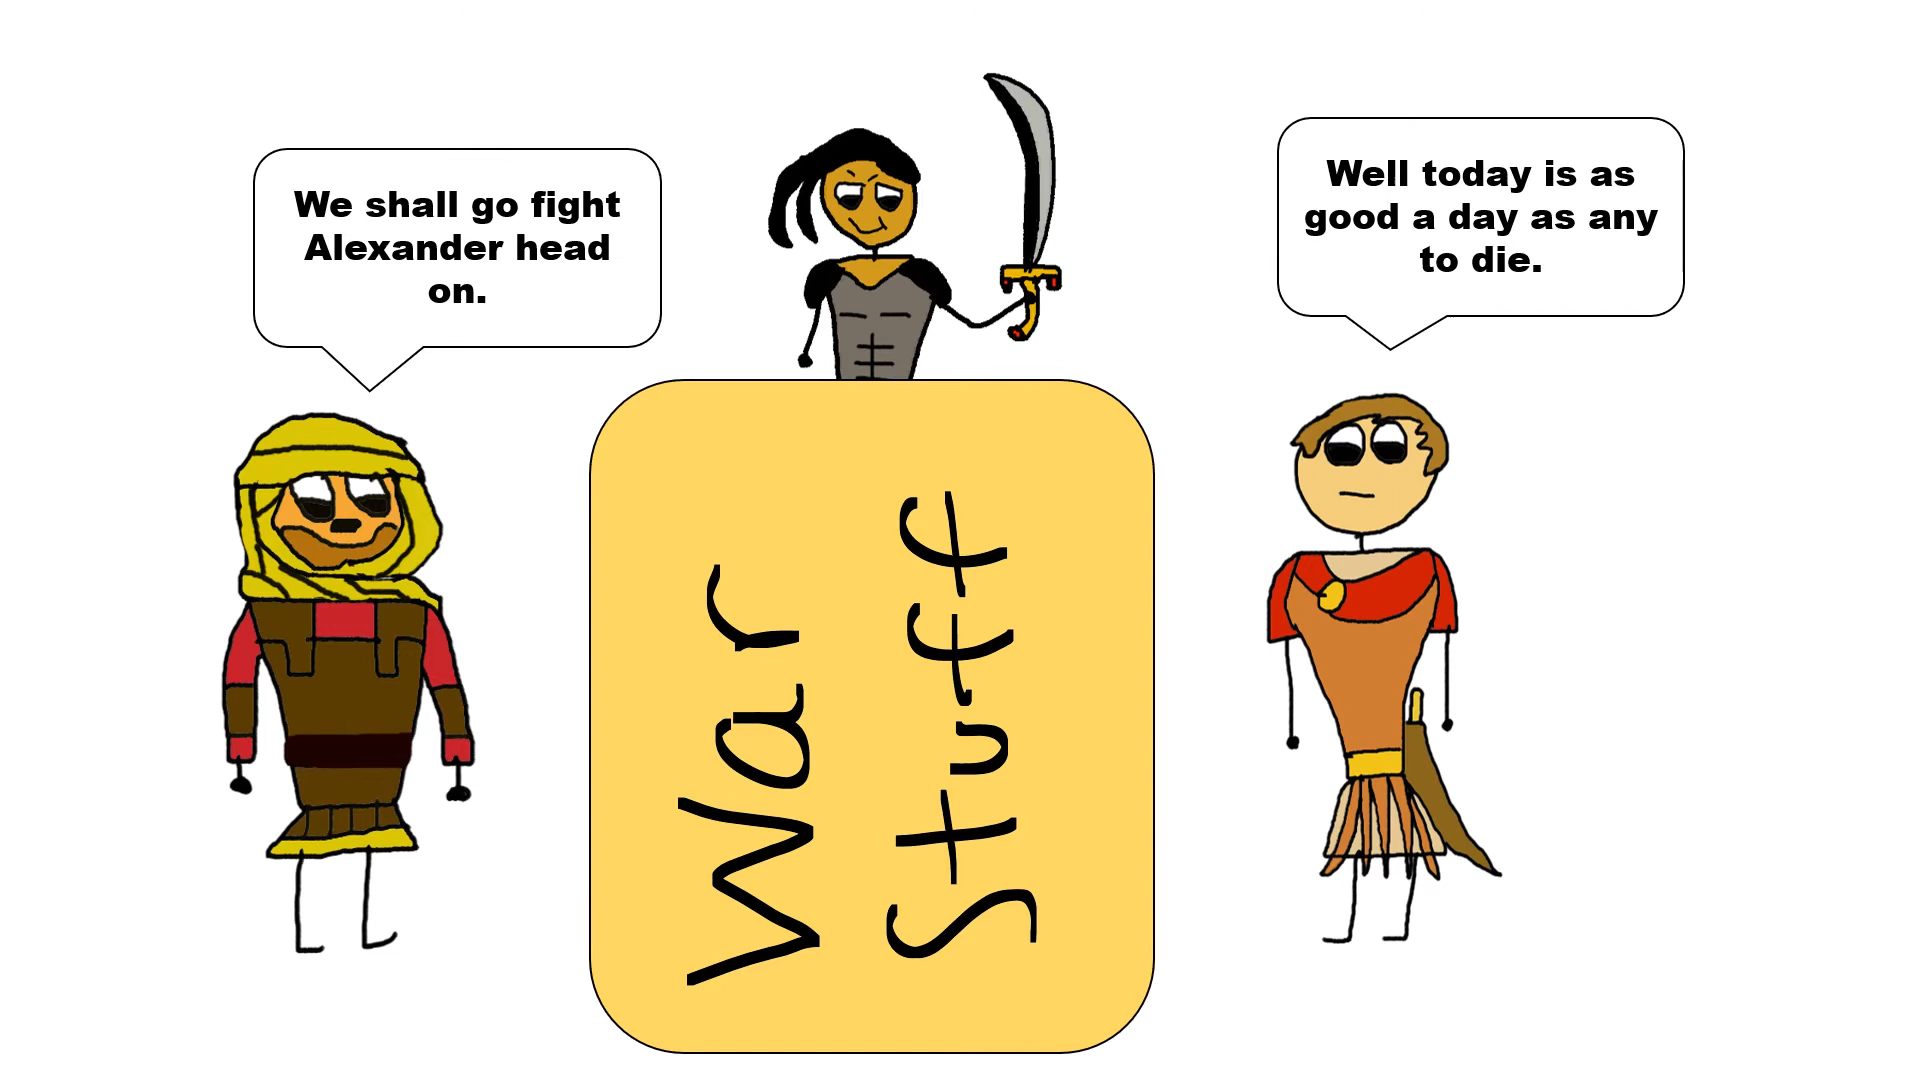 We shall go fight
Alexander head
on.
Well today is as
good a day as any
to die.
War
Stuff